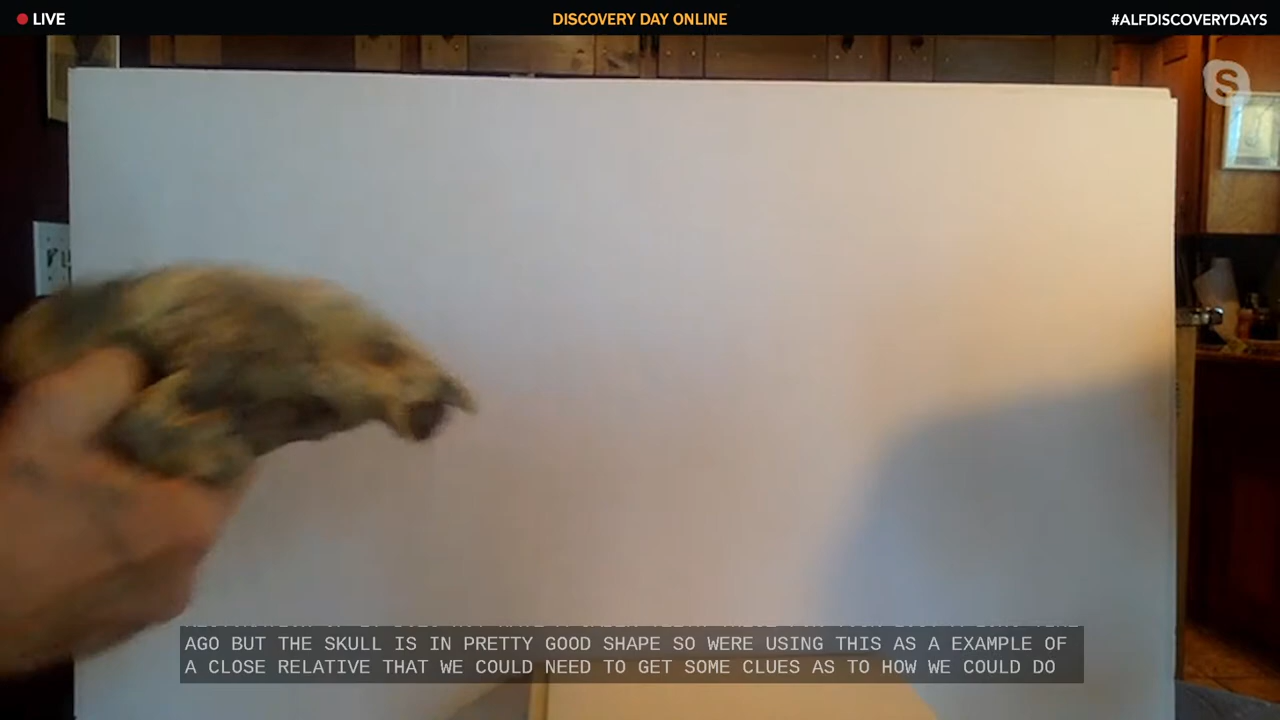 LIVE
DISCOVERY DAY ONLINE
#ALFDISCOVERYDAYS
S
AGO BUT THE SKULL IS IN PRETTY GOOD SHAPE SO WERE USING THIS AS A EXAMPLE OF
A CLOSE RELATIVE THAT WE COULD NEED TO GET SOME CLUES AS TO HOW WE COULD DO